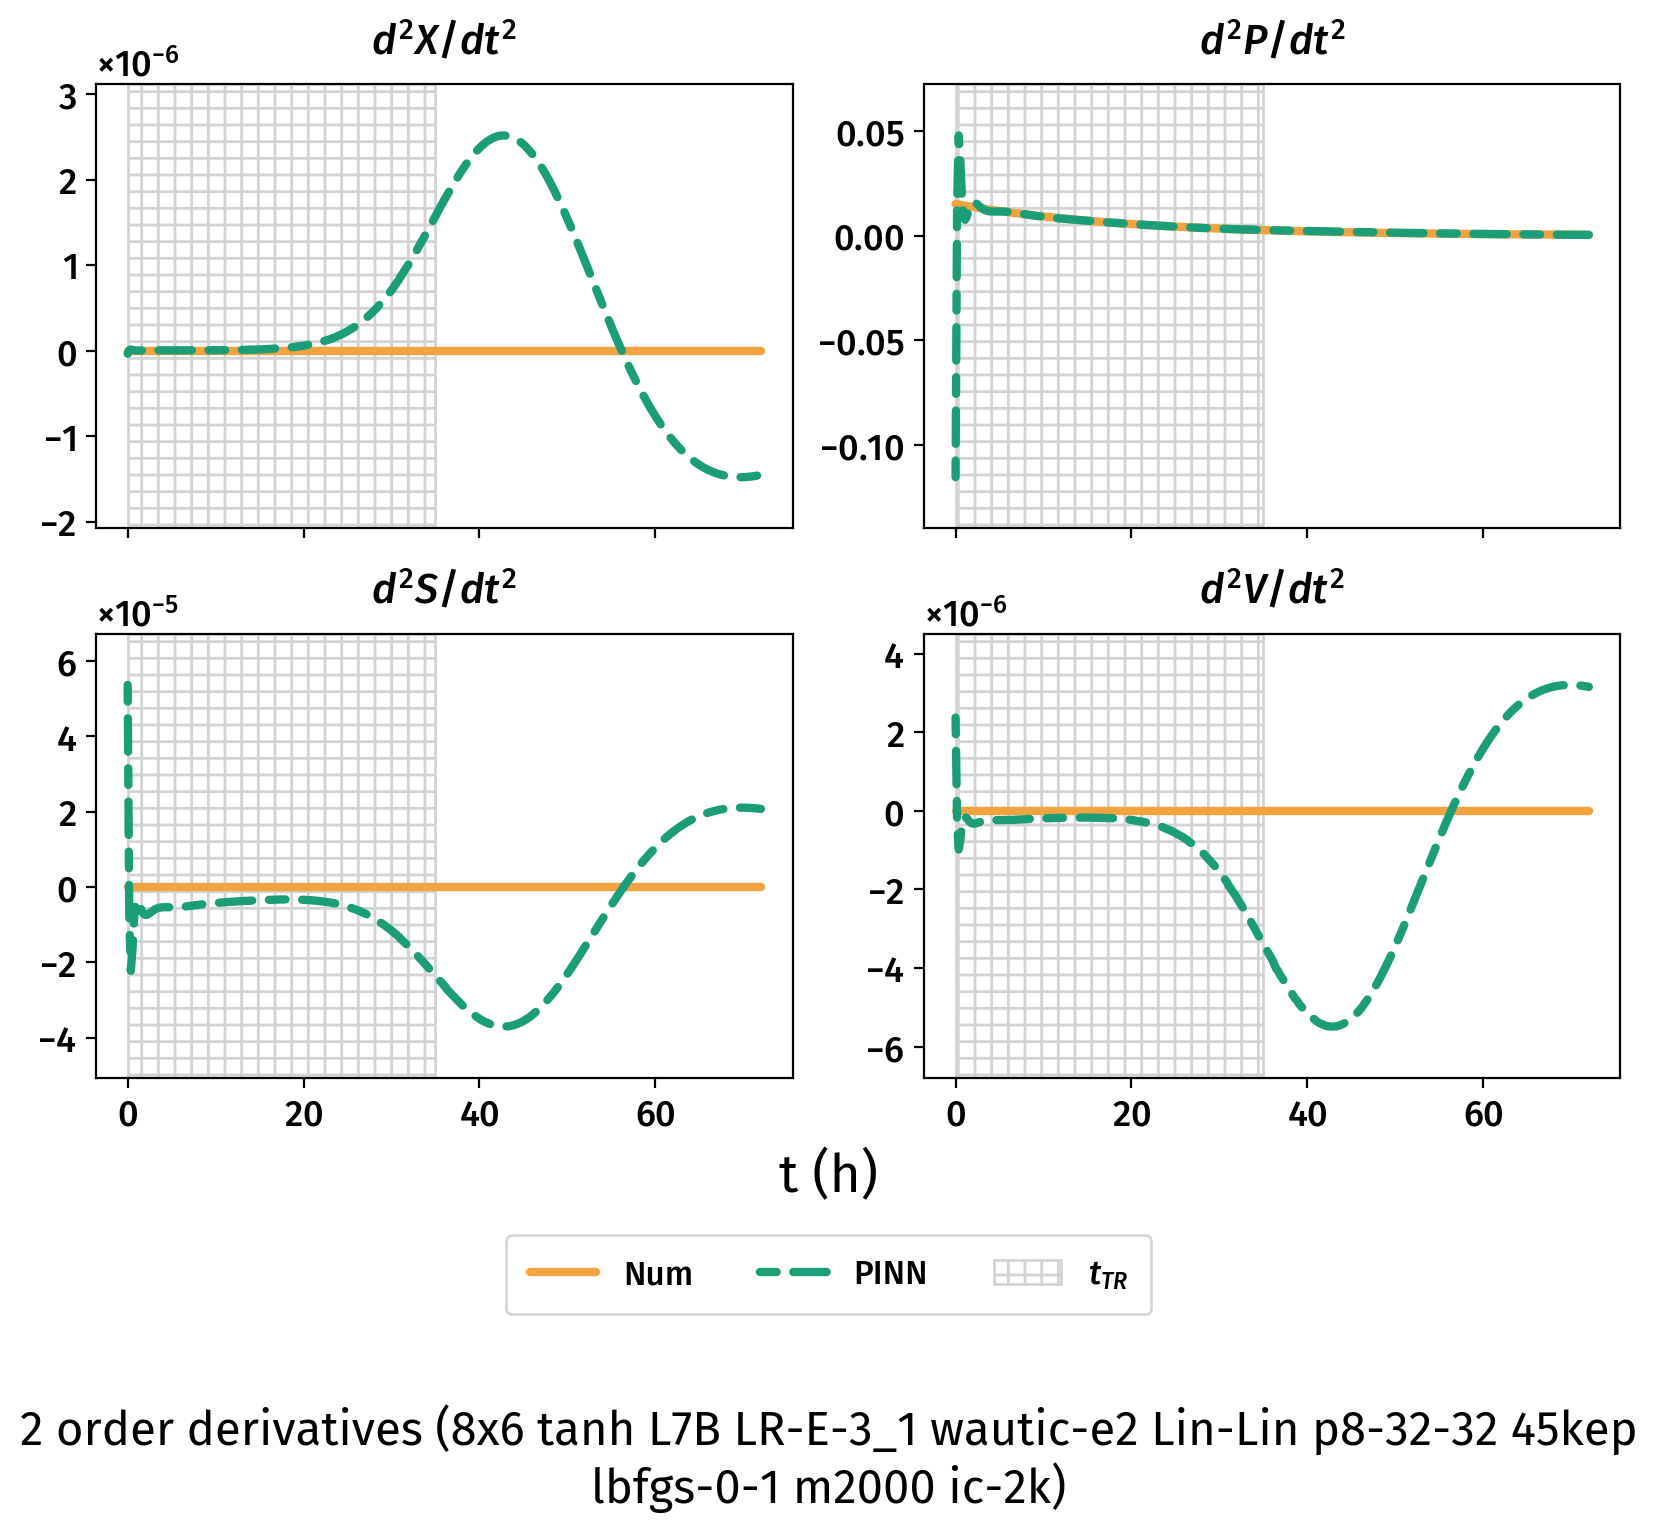 d²X/dt²
×10⁻⁶
3
2
1
0
−1
−2
d²P/dt²
0.05
0.00
−0.05
−0.10
d²S/dt²
×10⁻⁵
6
4
2
0
−2
−4
0 20 40 60
d²V/dt²
×10⁻⁶
4
2
0
−2
−4
−6
0 20 40 60
t (h)
Num PINN t_TR
2 order derivatives (8x6 tanh L7B LR-E-3_1 wautic-e2 Lin-Lin p8-32-32 45kep
lbfgs-0-1 m2000 ic-2k)